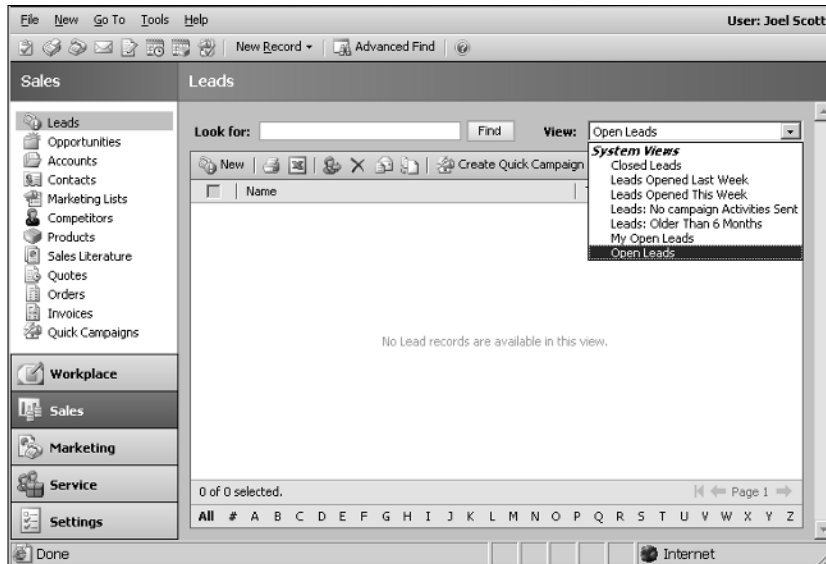 File New Go To Tools Help User: Joel Scott
New Record Advanced Find
Sales Leads
Leads
Opportunities
Accounts
Contacts
Marketing Lists
Competitors
Products
Sales Literature
Quotes
Orders
Invoices
Quick Campaigns
Workplace
Sales
Marketing
Service
Settings
Look for: Find View: Open Leads
System Views
Closed Leads
Leads Opened Last Week
Leads Opened This Week
Leads: No campaign Activities Sent
Leads: Older Than 6 Months
My Open Leads
Open Leads
New Create Quick Campaign
Name
No Lead records are available in this view.
0 of 0 selected. Page 1
All # A B C D E F G H I J K L M N O P Q R S T U V W X Y Z
Done Internet